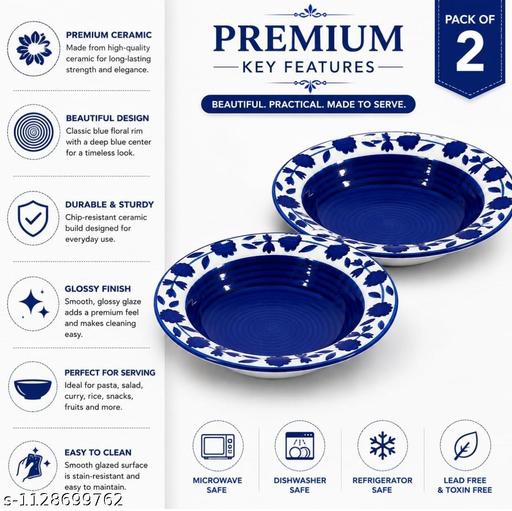 PREMIUM
KEY FEATURES
BEAUTIFUL. PRACTICAL. MADE TO SERVE.
PACK OF
2
PREMIUM CERAMIC
Made from high-quality
ceramic for long-lasting
strength and elegance.
BEAUTIFUL DESIGN
Classic blue floral rim
with a deep blue center
for a timeless look.
DURABLE & STURDY
Chip-resistant ceramic
build designed for
everyday use.
GLOSSY FINISH
Smooth, glossy glaze
adds a premium feel
and makes cleaning
easy.
PERFECT FOR SERVING
Ideal for pasta, salad,
curry, rice, snacks,
fruits and more.
EASY TO CLEAN
Smooth glazed surface
is stain-resistant and
easy to maintain.
MICROWAVE
SAFE
DISHWASHER
SAFE
REFRIGERATOR
SAFE
LEAD FREE
& TOXIN FREE
s-1128699762